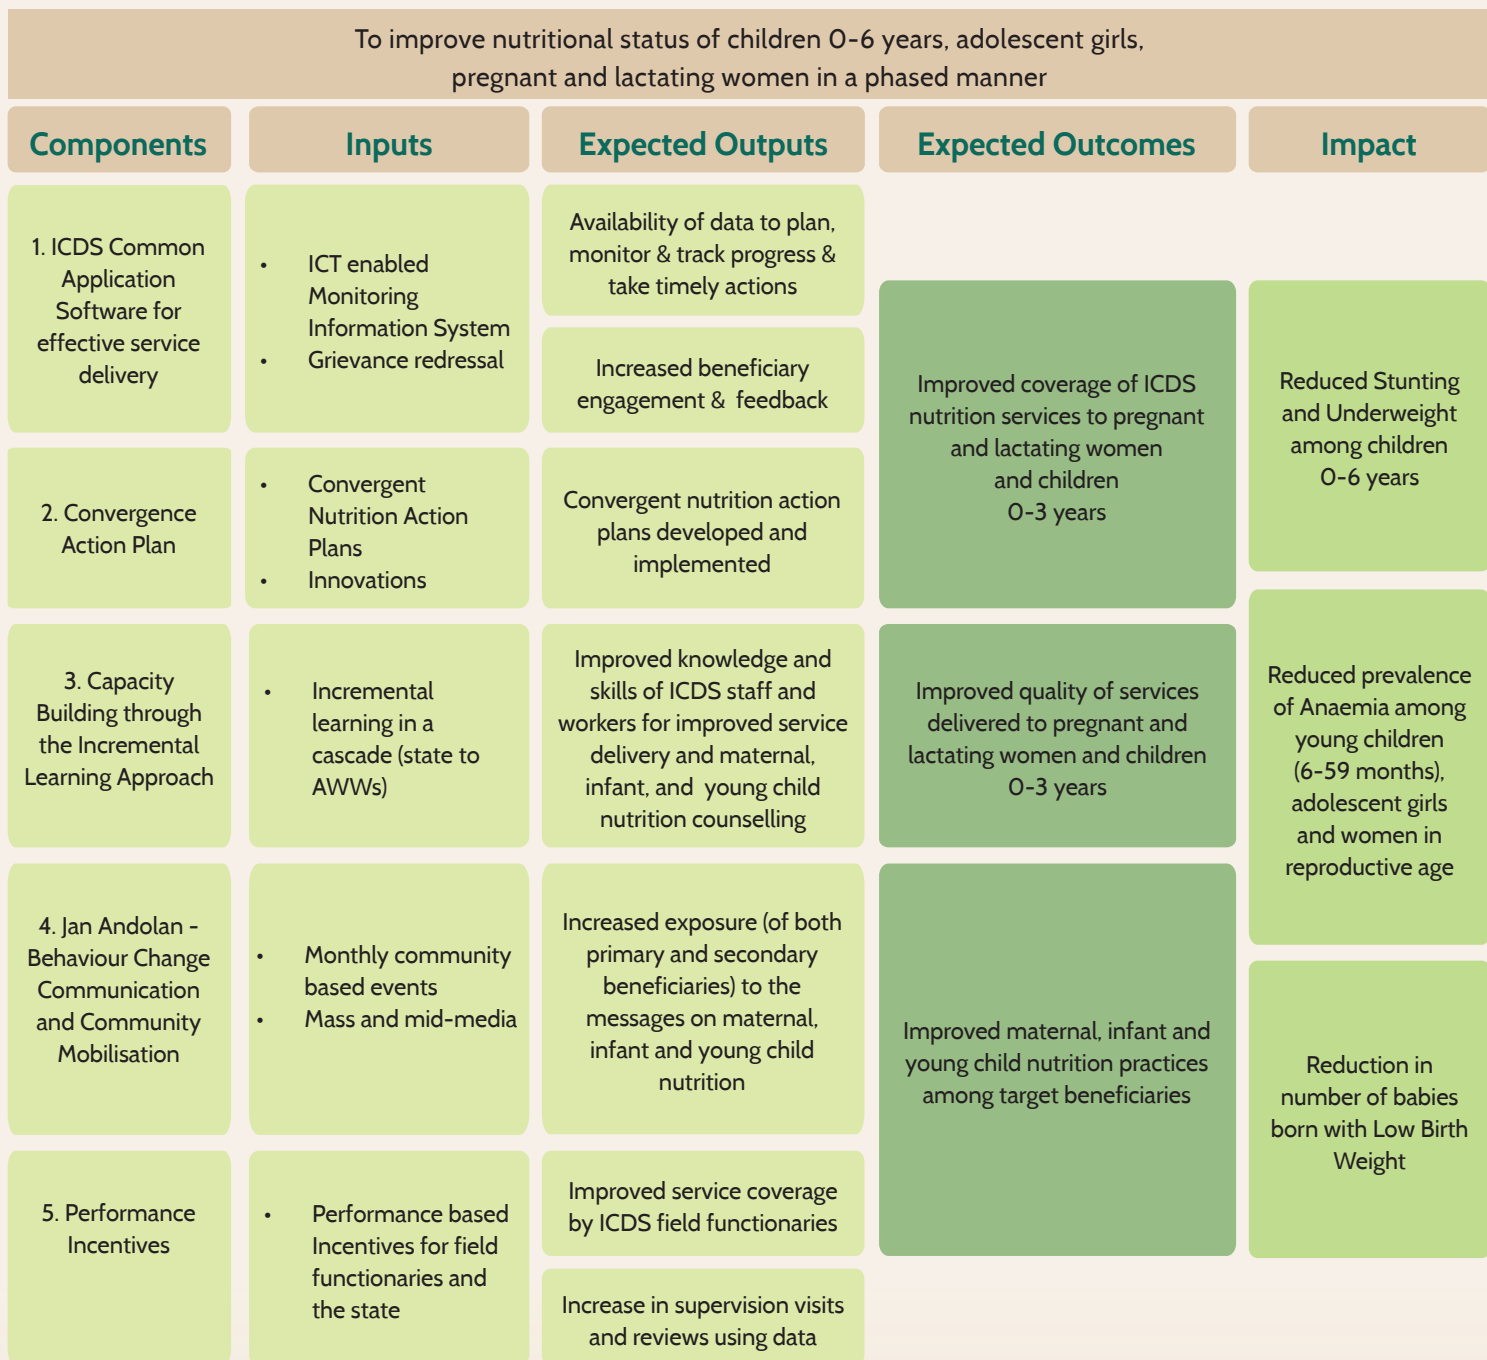 To improve nutritional status of children 0-6 years, adolescent girls,
pregnant and lactating women in a phased manner
Components
Inputs
Expected Outputs
Expected Outcomes
Impact
1. ICDS Common
Application
Software for
effective service
delivery
• ICT enabled
Monitoring
Information System
• Grievance redressal
Availability of data to plan,
monitor & track progress &
take timely actions
Increased beneficiary
engagement & feedback
Improved coverage of ICDS
nutrition services to pregnant
and lactating women
and children
0-3 years
Reduced Stunting
and Underweight
among children
0-6 years
2. Convergence
Action Plan
• Convergent
Nutrition Action
Plans
• Innovations
Convergent nutrition action
plans developed and
implemented
3. Capacity
Building through
the Incremental
Learning Approach
• Incremental
learning in a
cascade (state to
AWWs)
Improved knowledge and
skills of ICDS staff and
workers for improved service
delivery and maternal,
infant, and young child
nutrition counselling
Improved quality of services
delivered to pregnant and
lactating women and children
0-3 years
Reduced prevalence
of Anaemia among
young children
(6-59 months),
adolescent girls
and women in
reproductive age
4. Jan Andolan -
Behaviour Change
Communication
and Community
Mobilisation
• Monthly community
based events
• Mass and mid-media
Increased exposure (of both
primary and secondary
beneficiaries) to the
messages on maternal,
infant and young child
nutrition
Improved maternal, infant and
young child nutrition practices
among target beneficiaries
Reduction in
number of babies
born with Low Birth
Weight
5. Performance
Incentives
• Performance based
Incentives for field
functionaries and
the state
Improved service coverage
by ICDS field functionaries
Increase in supervision visits
and reviews using data